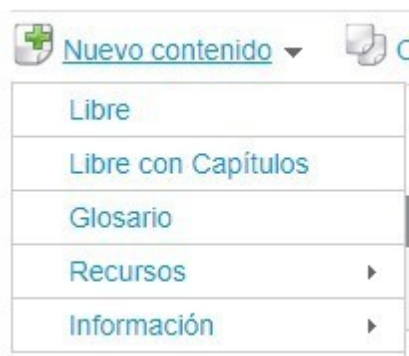 Nuevo contenido
Libre
Libre con Capítulos
Glosario
Recursos
Información